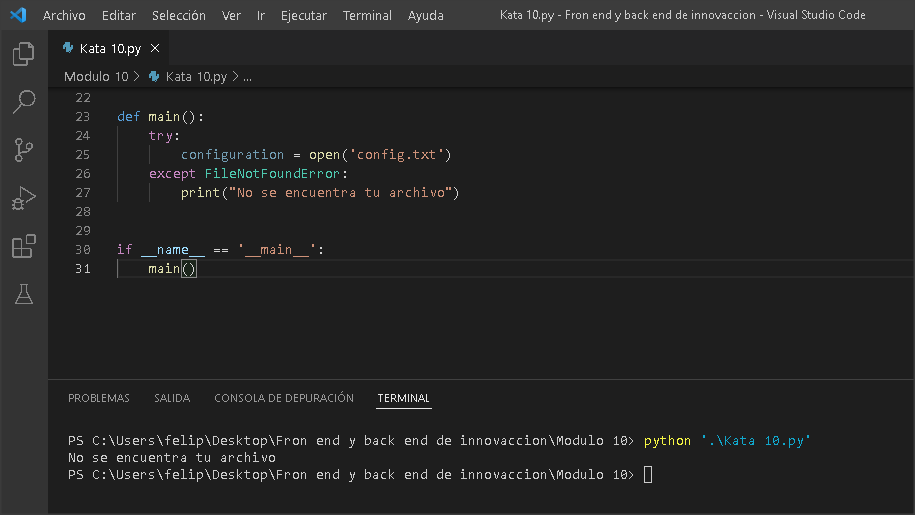 Archivo Editar Selección Ver Ir Ejecutar Terminal Ayuda Kata 10.py - Fron end y back end de innovaccion - Visual Studio Code
Kata 10.py ×
Modulo 10 > Kata 10.py > ...
22
23 def main():
24 try:
25 configuration = open('config.txt')
26 except FileNotFoundError:
27 print("No se encuentra tu archivo")
28
29
30 if __name__ == '__main__':
31 main()
PROBLEMAS SALIDA CONSOLA DE DEPURACIÓN TERMINAL
PS C:\Users\felip\Desktop\Fron end y back end de innovaccion\Modulo 10> python '.\Kata 10.py'
No se encuentra tu archivo
PS C:\Users\felip\Desktop\Fron end y back end de innovaccion\Modulo 10>